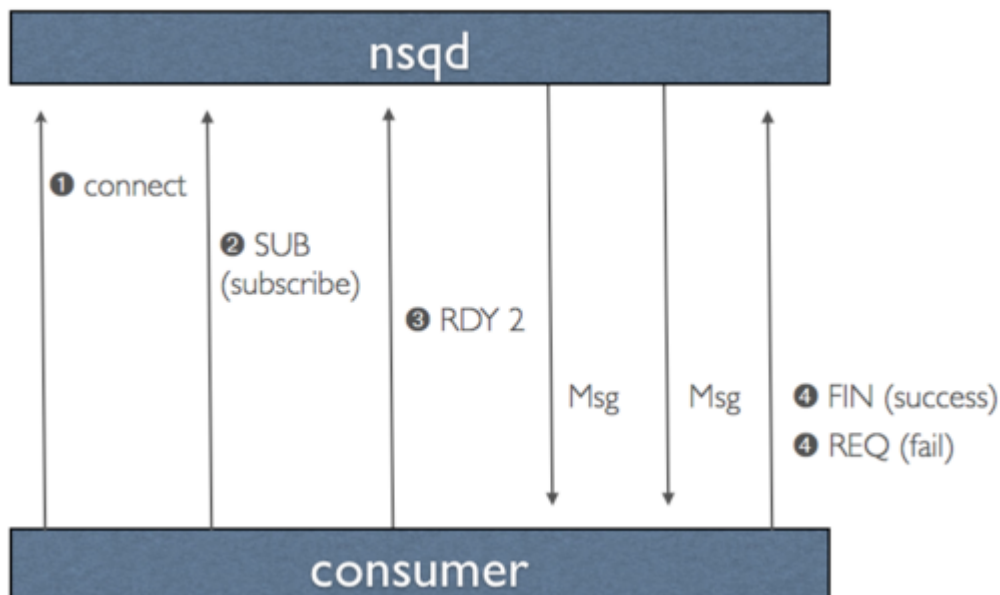 nsqd
❶ connect
❷ SUB
(subscribe)
❸ RDY 2
Msg
Msg
❹ FIN (success)
❹ REQ (fail)
consumer